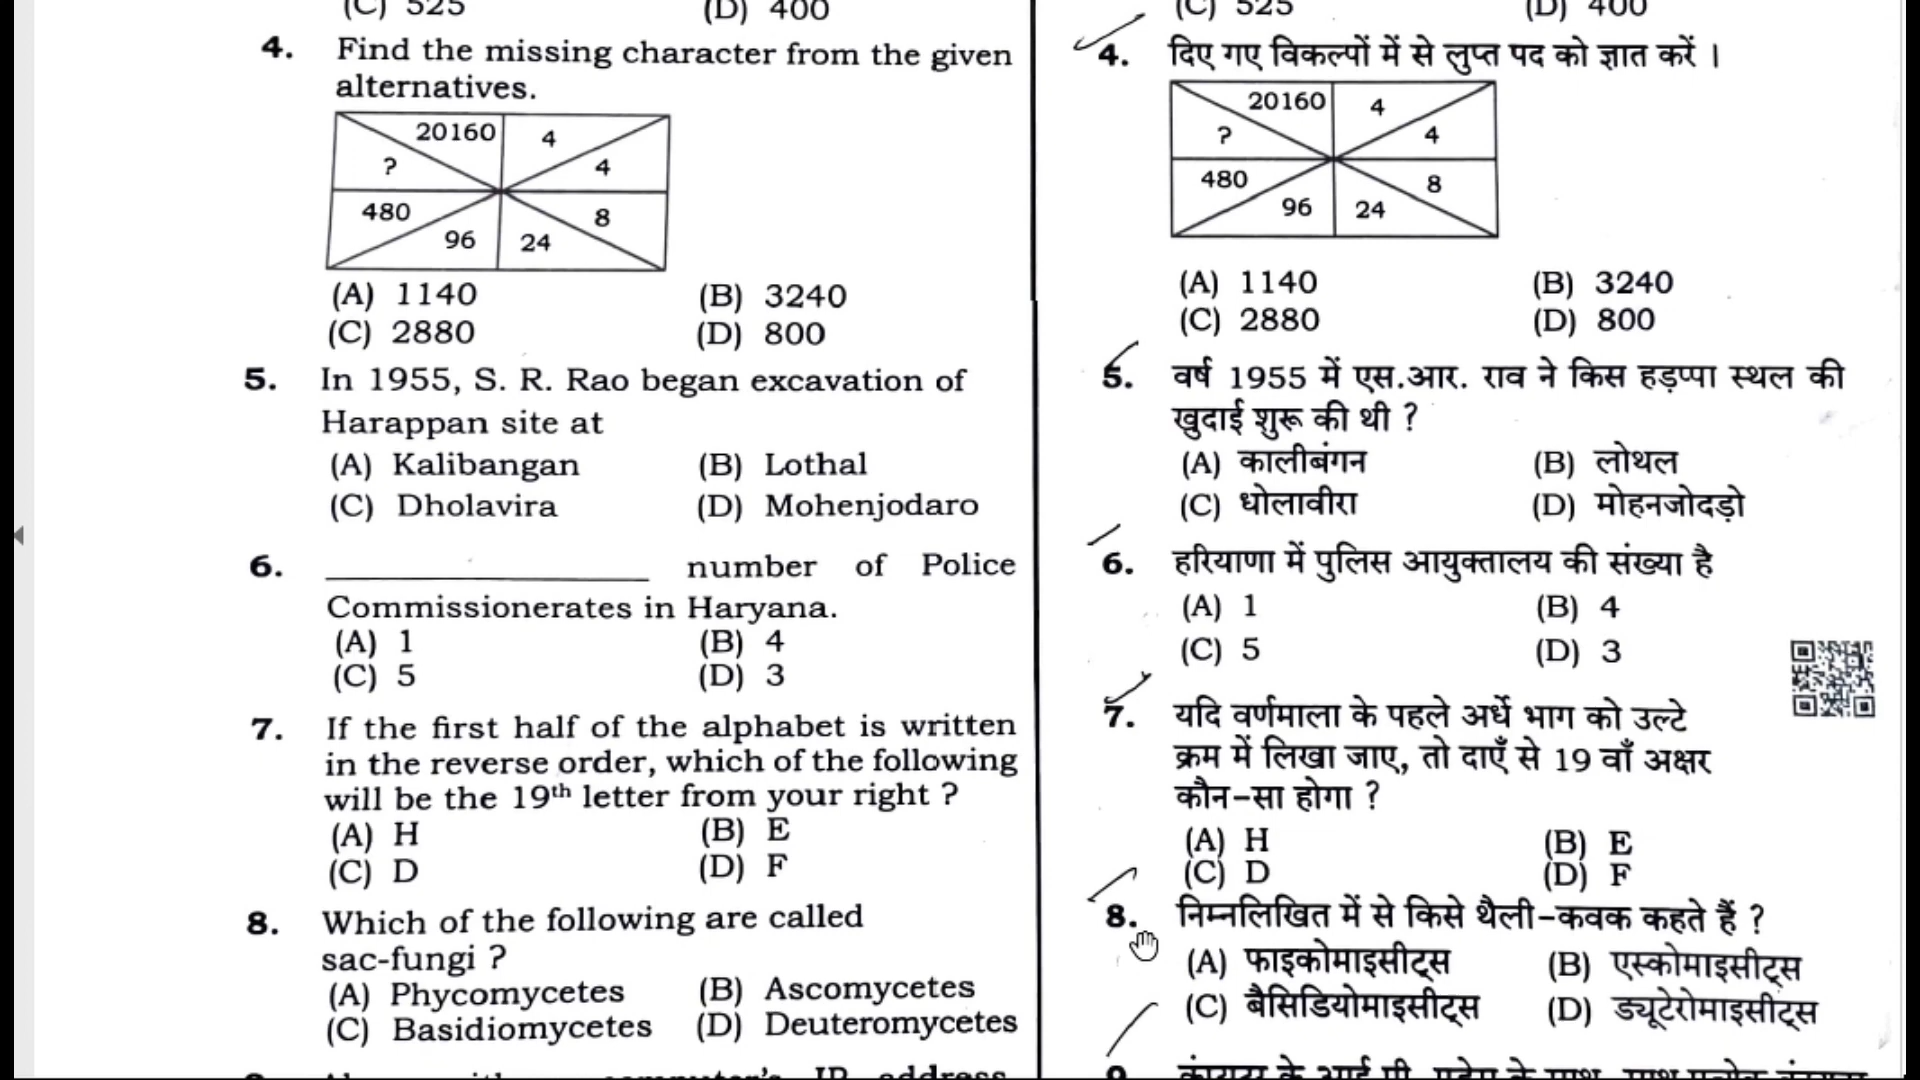 (C) 525 (D) 400
4. Find the missing character from the given
alternatives.
20160 4
? 4
480 8
96 24
(A) 1140 (B) 3240
(C) 2880 (D) 800
5. In 1955, S. R. Rao began excavation of
Harappan site at
(A) Kalibangan (B) Lothal
(C) Dholavira (D) Mohenjodaro
6. ____________ number of Police
Commissionerates in Haryana.
(A) 1 (B) 4
(C) 5 (D) 3
7. If the first half of the alphabet is written
in the reverse order, which of the following
will be the 19th letter from your right ?
(A) H (B) E
(C) D (D) F
8. Which of the following are called
sac-fungi ?
(A) Phycomycetes (B) Ascomycetes
(C) Basidiomycetes (D) Deuteromycetes
IP address
(C) 525 (D) 400
4. दिए गए विकल्पों में से लुप्त पद को ज्ञात करें ।
20160 4
? 4
480 8
96 24
(A) 1140 (B) 3240
(C) 2880 (D) 800
5. वर्ष 1955 में एस.आर. राव ने किस हड़प्पा स्थल की
खुदाई शुरू की थी ?
(A) कालीबंगन (B) लोथल
(C) धोलावीरा (D) मोहनजोदड़ो
6. हरियाणा में पुलिस आयुक्तालय की संख्या है
(A) 1 (B) 4
(C) 5 (D) 3
7. यदि वर्णमाला के पहले अर्धे भाग को उल्टे
क्रम में लिखा जाए, तो दाएँ से 19 वाँ अक्षर
कौन-सा होगा ?
(A) H (B) E
(C) D (D) F
8. निम्नलिखित में से किसे थैली-कवक कहते हैं ?
(A) फाइकोमाइसीट्स (B) एस्कोमाइसीट्स
(C) बैसिडियोमाइसीट्स (D) ड्यूटेरोमाइसीट्स